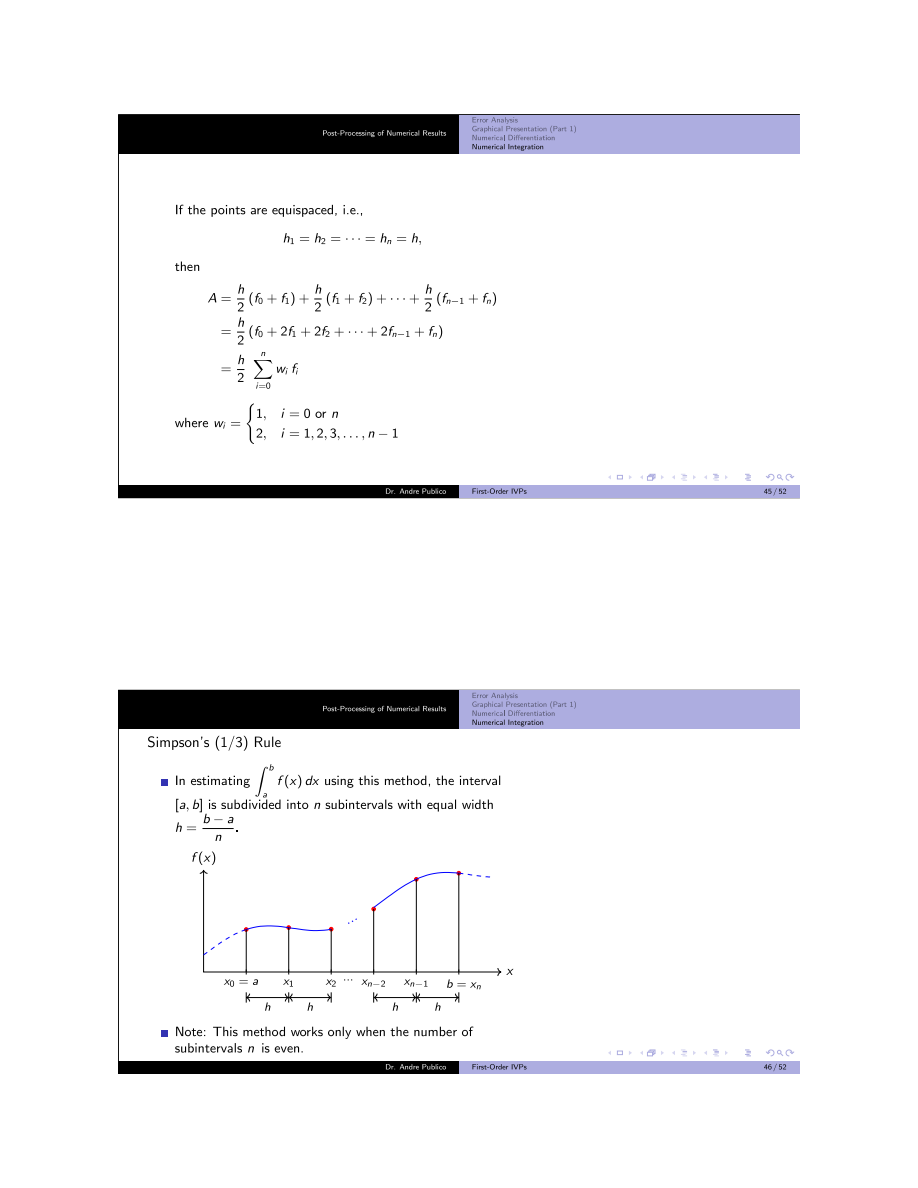 Post-Processing of Numerical Results
Error Analysis
Graphical Presentation (Part 1)
Numerical Differentiation
Numerical Integration
If the points are equispaced, i.e.,
h₁ = h₂ = ··· = hₙ = h,
then
A = h/2 (f₀ + f₁) + h/2 (f₁ + f₂) + ··· + h/2 (fₙ₋₁ + fₙ)
= h/2 (f₀ + 2f₁ + 2f₂ + ··· + 2fₙ₋₁ + fₙ)
= h/2 ∑ⁿᵢ₌₀ wᵢ fᵢ
where wᵢ = { 1, i = 0 or n
2, i = 1, 2, 3, . . . , n − 1
Dr. Andre Publico
First-Order IVPs
45 / 52
Post-Processing of Numerical Results
Error Analysis
Graphical Presentation (Part 1)
Numerical Differentiation
Numerical Integration
Simpson's (1/3) Rule
In estimating ∫ₐᵇ f(x) dx using this method, the interval
[a, b] is subdivided into n subintervals with equal width
h = (b − a)/n.
f(x)
x
x₀ = a x₁ x₂ ··· xₙ₋₂ xₙ₋₁ b = xₙ
h h h h
Note: This method works only when the number of
subintervals n is even.
Dr. Andre Publico
First-Order IVPs
46 / 52